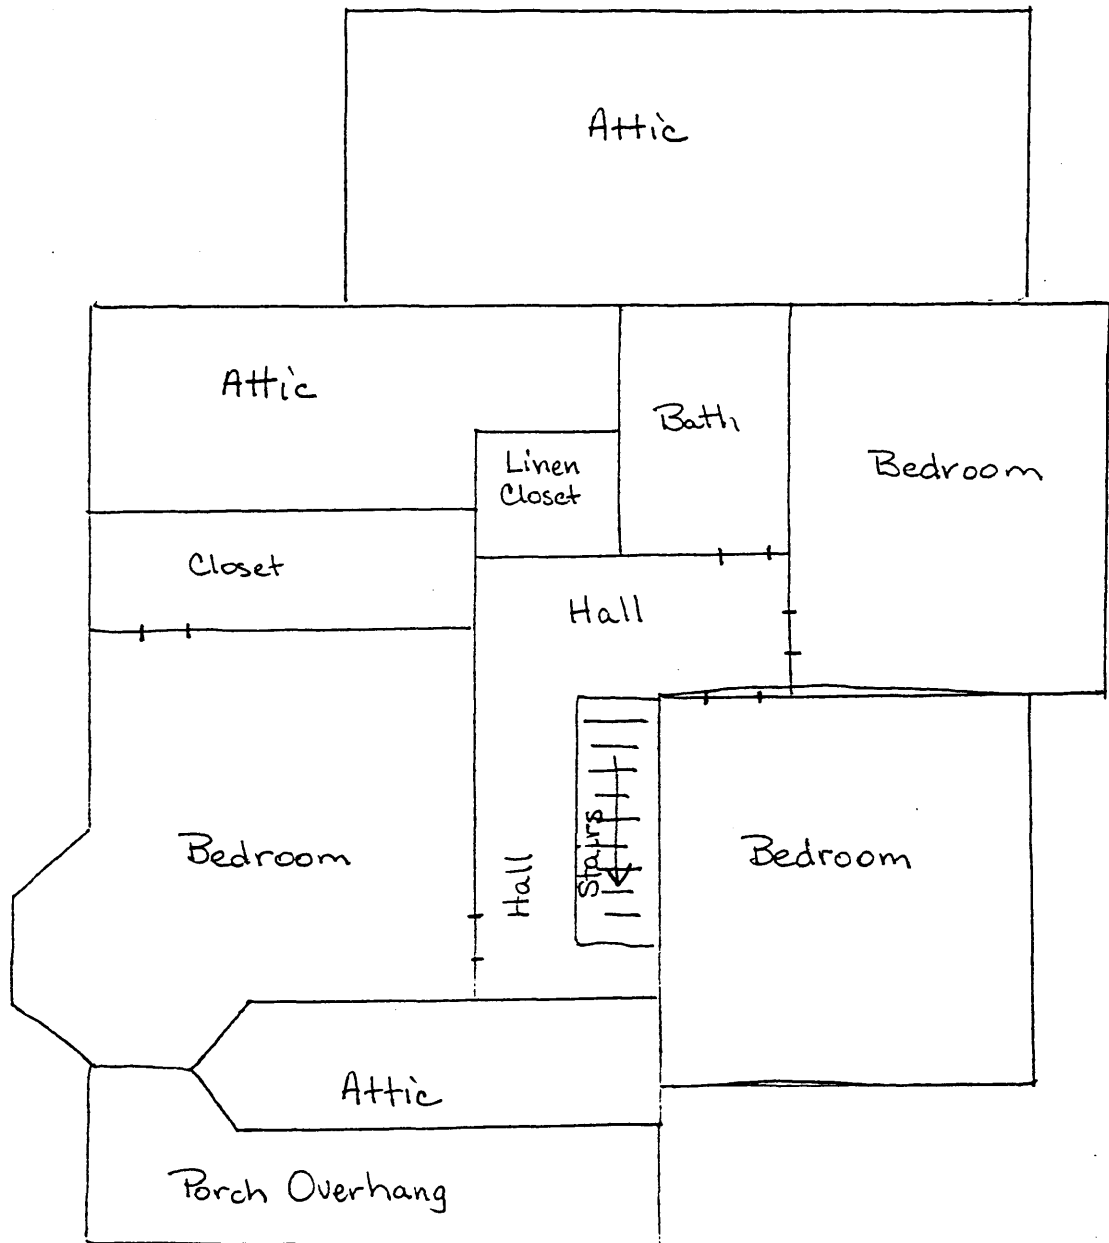 Attic
Attic
Bath
Bedroom
Linen
Closet
Closet
Hall
Stairs
Hall
Bedroom
Bedroom
Attic
Porch Overhang